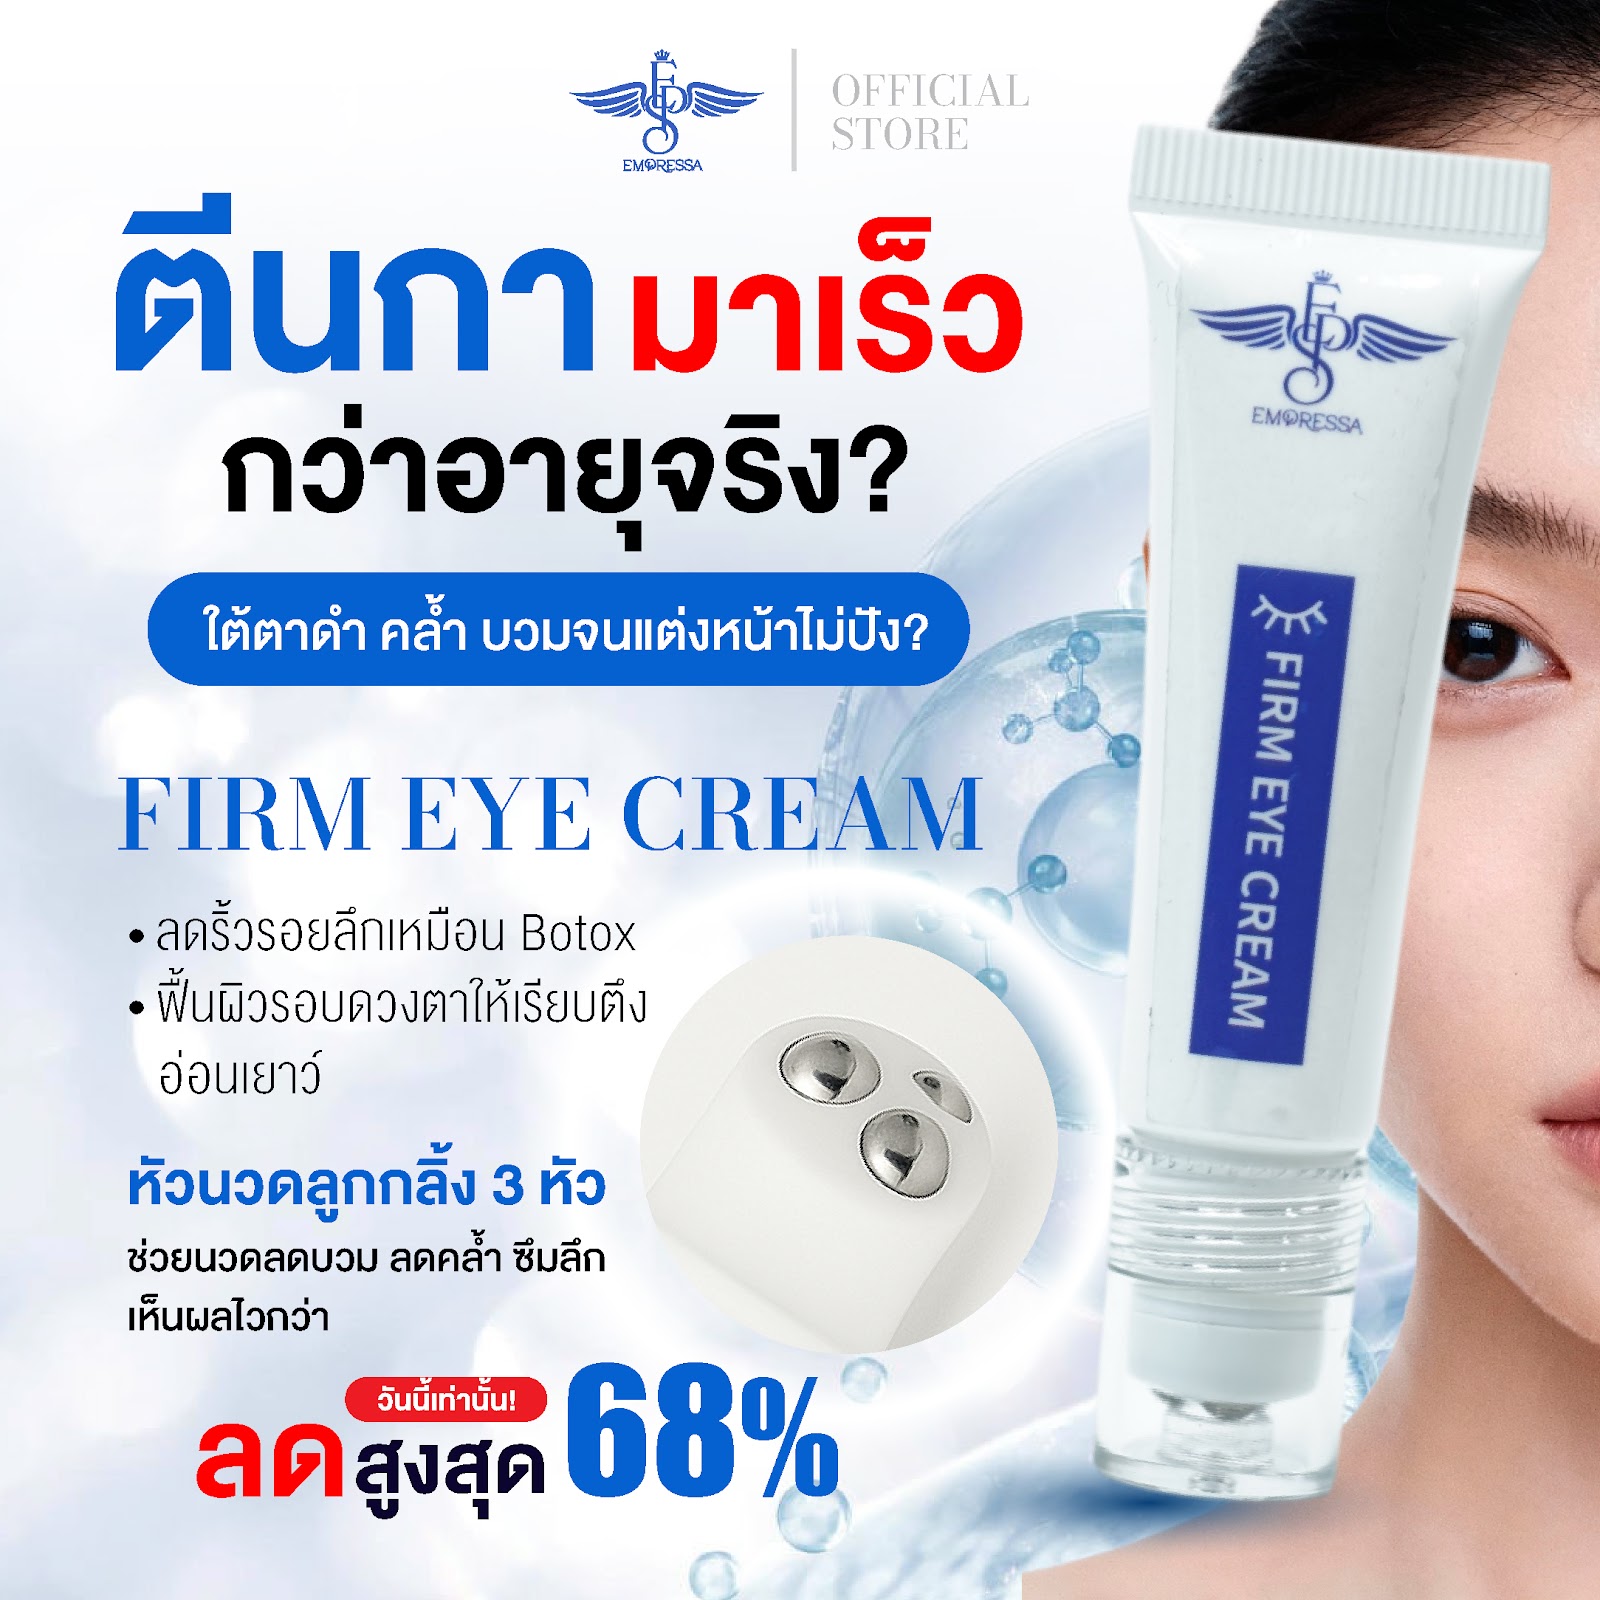 EMPRESSA
OFFICIAL
STORE
ตีนกา มาเร็ว
กว่าอายุจริง?
ใต้ตาดำ คล้ำ บวมจนแต่งหน้าไม่ปัง?
FIRM EYE CREAM
• ลดริ้วรอยลึกเหมือน Botox
• ฟื้นผิวรอบดวงตาให้เรียบตึง
อ่อนเยาว์
หัวนวดลูกกลิ้ง 3 หัว
ช่วยนวดลดบวม ลดคล้ำ ซึมลึก
เห็นผลไวกว่า
วันนี้เท่านั้น!
ลดสูงสุด 68%
EMPRESSA
FIRM EYE CREAM